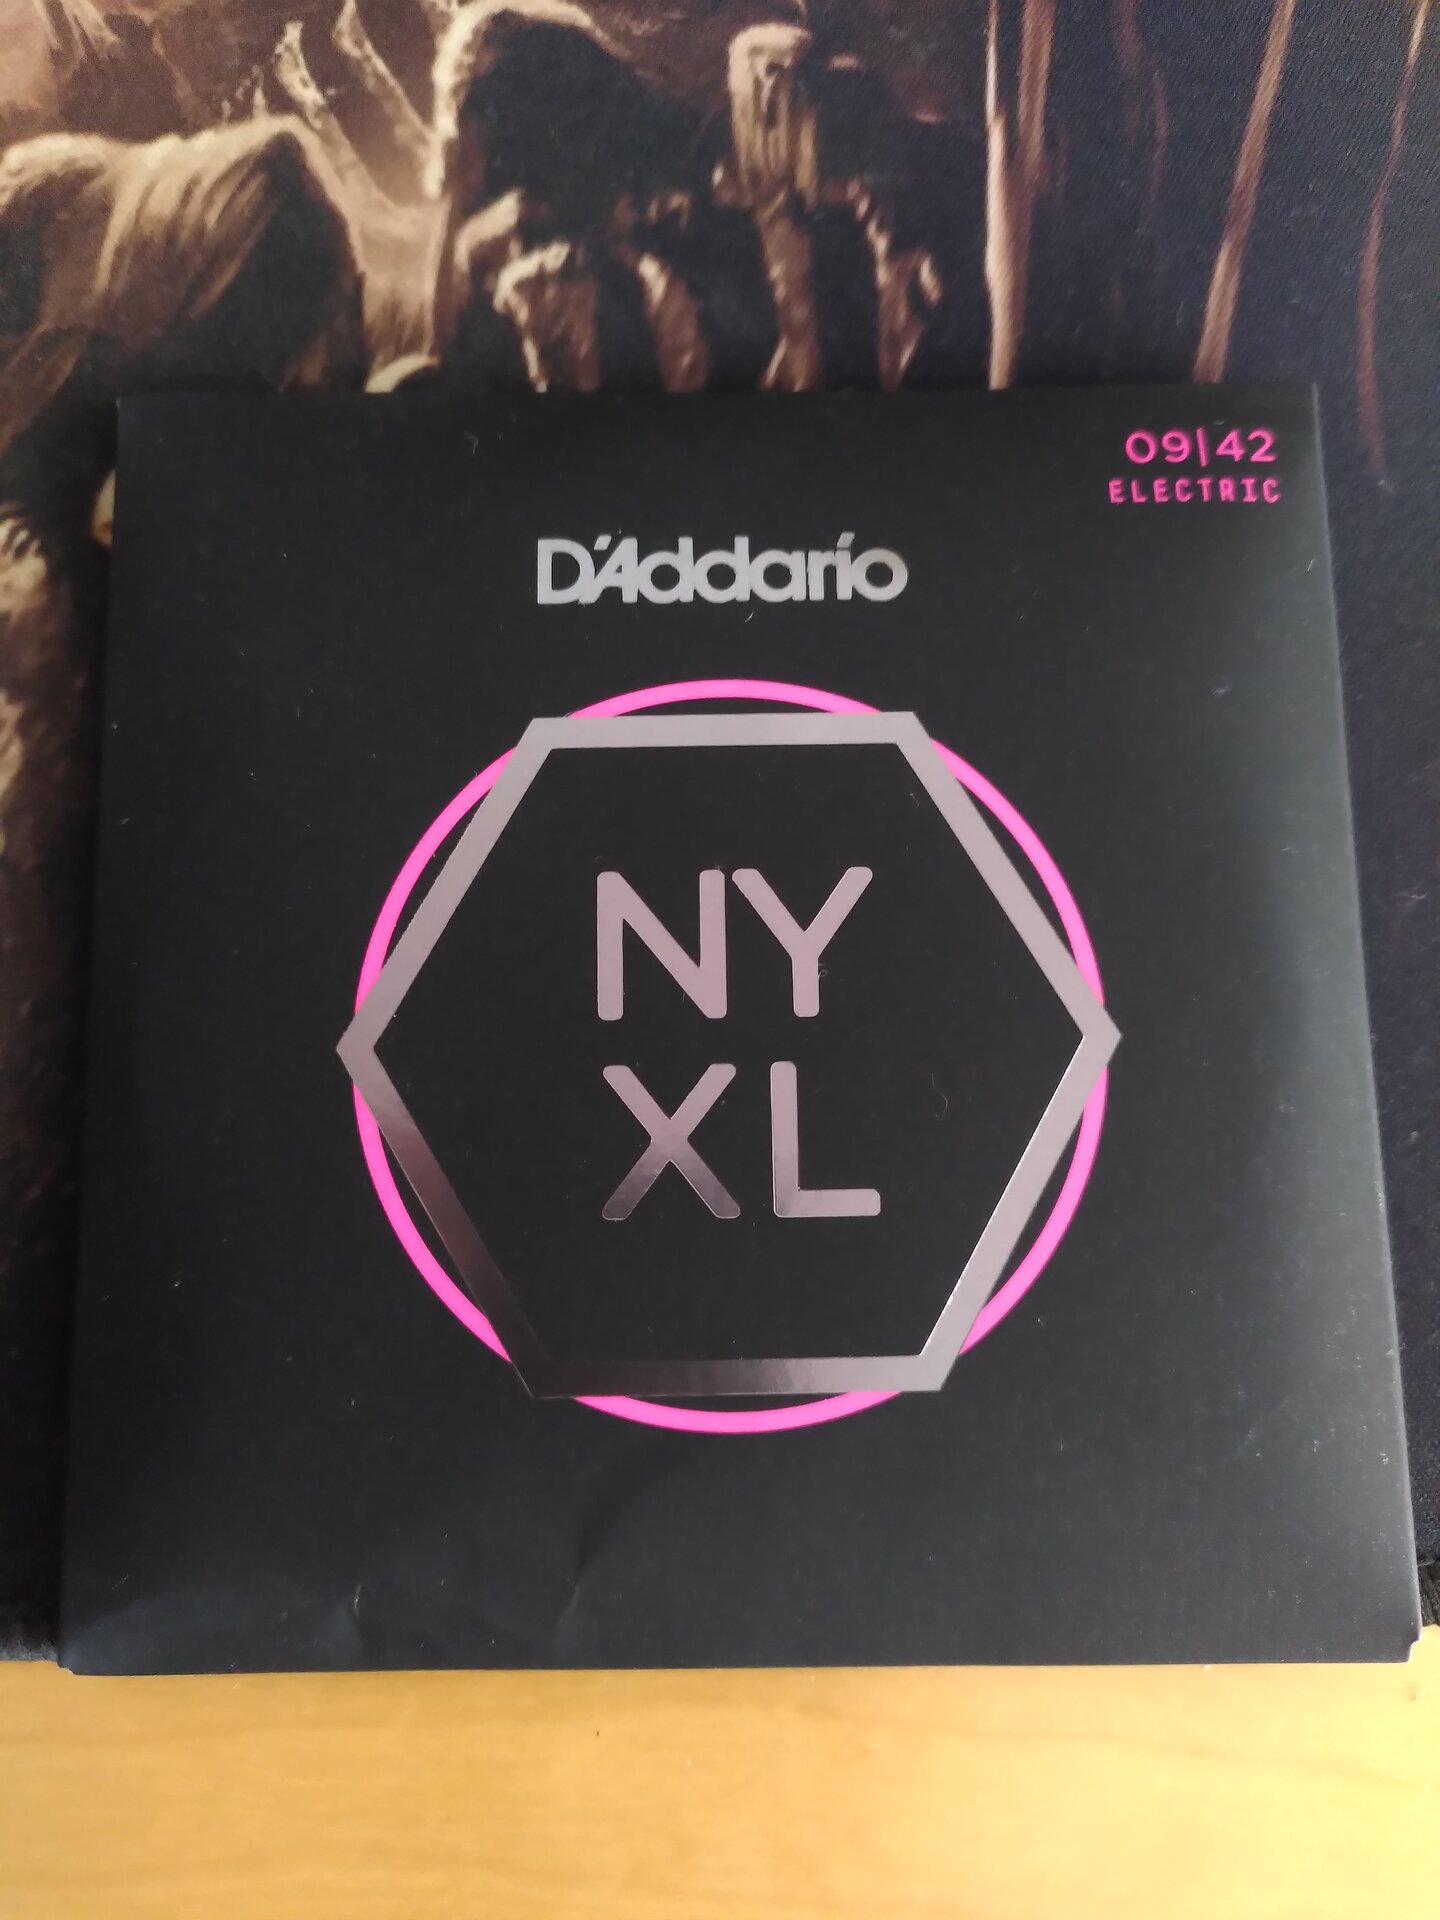 09|42
ELECTRIC
D'Addario
NY
XL